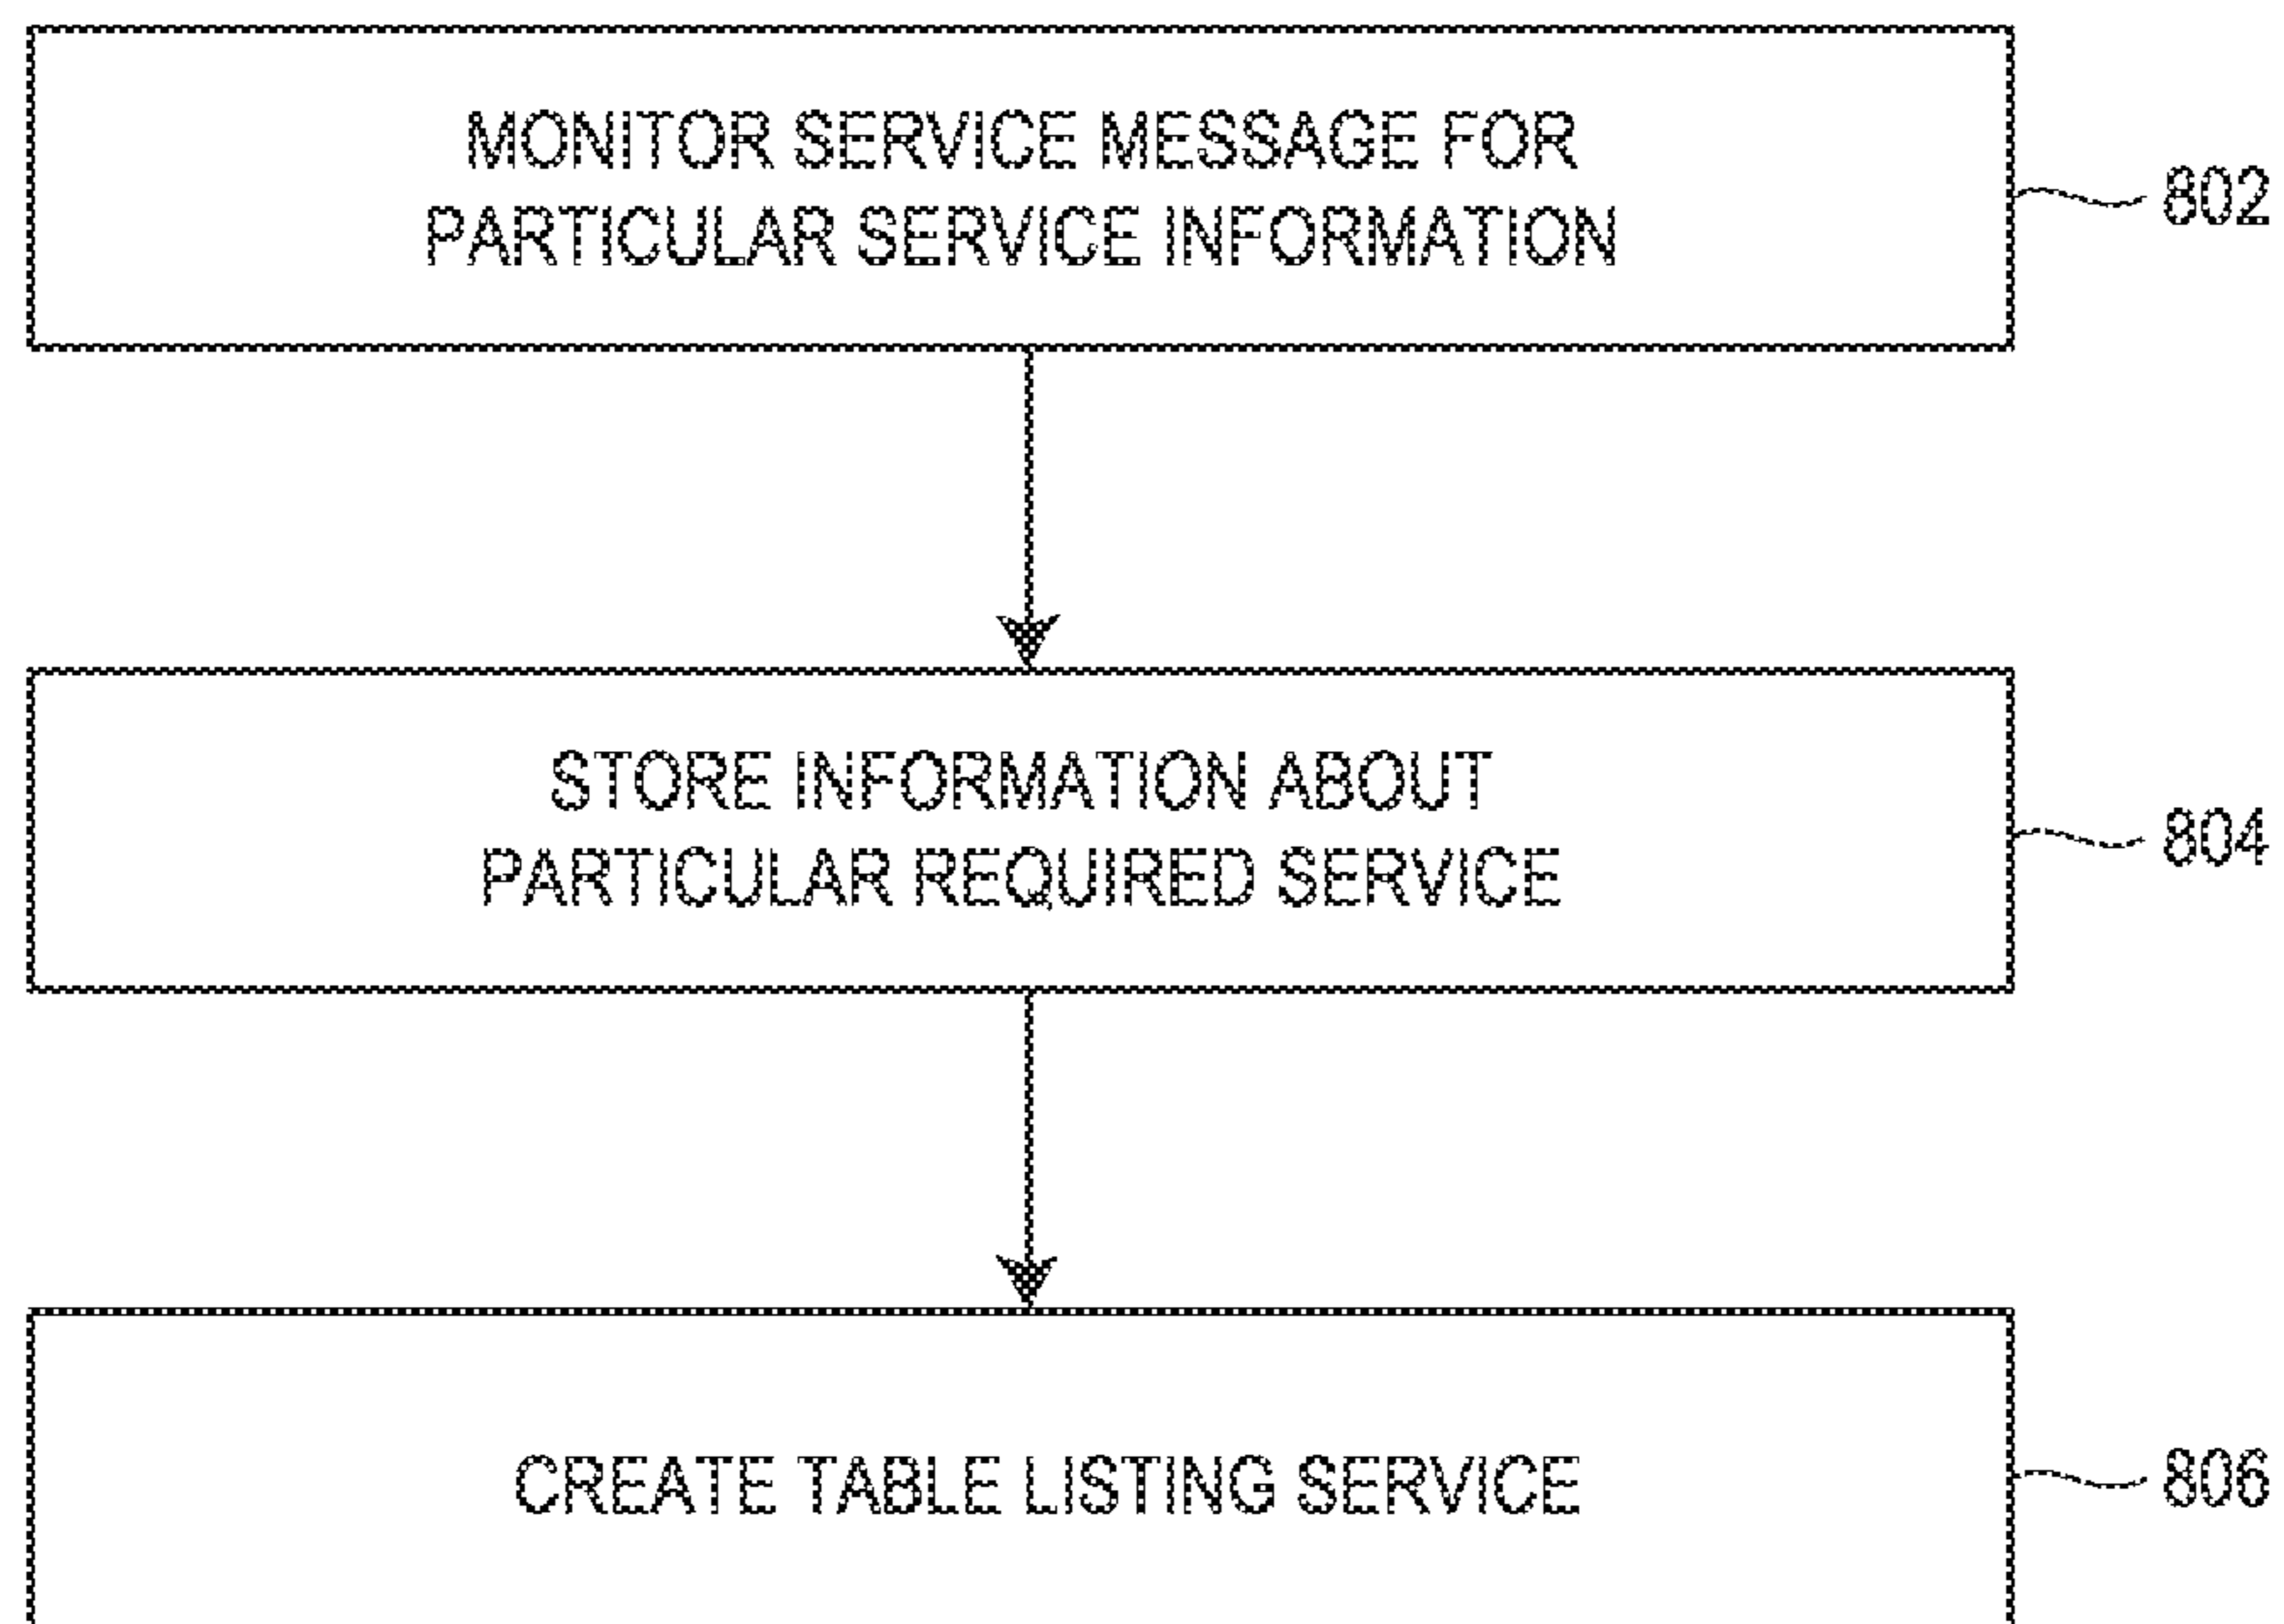 MONITOR SERVICE MESSAGE FOR
PARTICULAR SERVICE INFORMATION
802
STORE INFORMATION ABOUT
PARTICULAR REQUIRED SERVICE
804
CREATE TABLE LISTING SERVICE
806